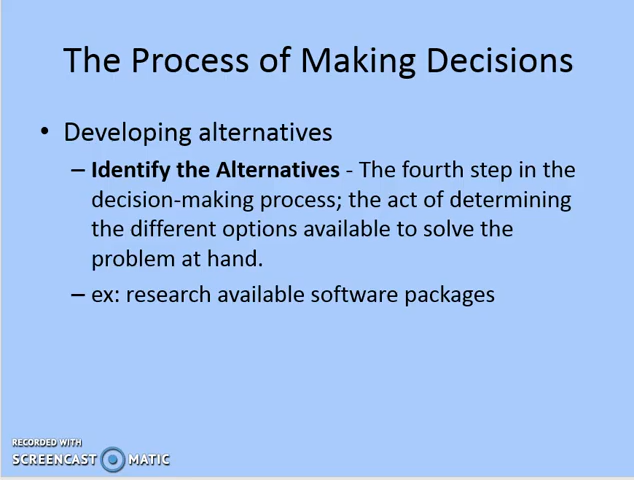 The Process of Making Decisions
• Developing alternatives
– Identify the Alternatives - The fourth step in the
decision-making process; the act of determining
the different options available to solve the
problem at hand.
– ex: research available software packages
RECORDED WITH
SCREENCAST MATIC